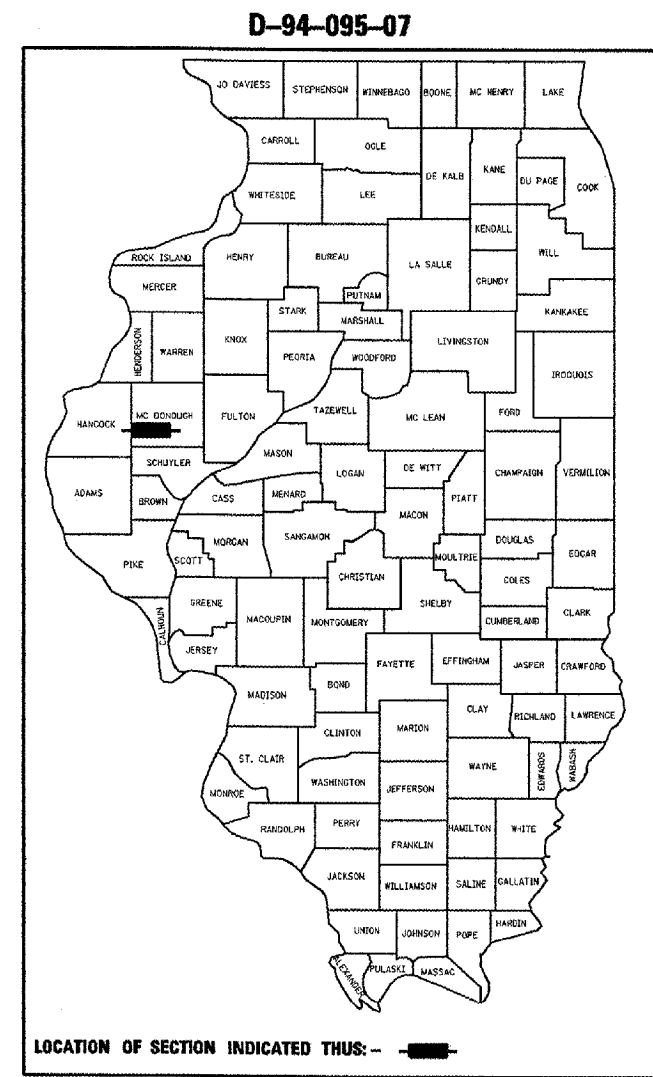 D-94-095-07
JO DAVIESS
STEPHENSON
WINNEBAGO
BOONE
MC HENRY
LAKE
CARROLL
OGLE
DE KALB
KANE
DU PAGE
COOK
WHITESIDE
LEE
KENDALL
WILL
ROCK ISLAND
HENRY
BUREAU
LA SALLE
GRUNDY
MERCER
PUTNAM
KANKAKEE
STARK
MARSHALL
HENDERSON
WARREN
KNOX
PEORIA
WOODFORD
LIVINGSTON
IROQUOIS
HANCOCK
MC DONOUGH
FULTON
TAZEWELL
MC LEAN
FORD
SCHUYLER
MASON
LOGAN
DE WITT
CHAMPAIGN
VERMILION
ADAMS
BROWN
CASS
MENARD
PIATT
MACON
MORGAN
SANGAMON
DOUGLAS
EDGAR
PIKE
SCOTT
CHRISTIAN
MOULTRIE
COLES
GREENE
MACOUPIN
MONTGOMERY
SHELBY
CUMBERLAND
CLARK
CALHOUN
JERSEY
FAYETTE
EFFINGHAM
JASPER
CRAWFORD
MADISON
BOND
CLAY
RICHLAND
LAWRENCE
CLINTON
MARION
ST. CLAIR
WAYNE
EDWARDS
WABASH
WASHINGTON
JEFFERSON
MONROE
RANDOLPH
PERRY
HAMILTON
WHITE
FRANKLIN
JACKSON
WILLIAMSON
SALINE
GALLATIN
UNION
JOHNSON
POPE
HARDIN
ALEXANDER
PULASKI
MASSAC
LOCATION OF SECTION INDICATED THUS: -